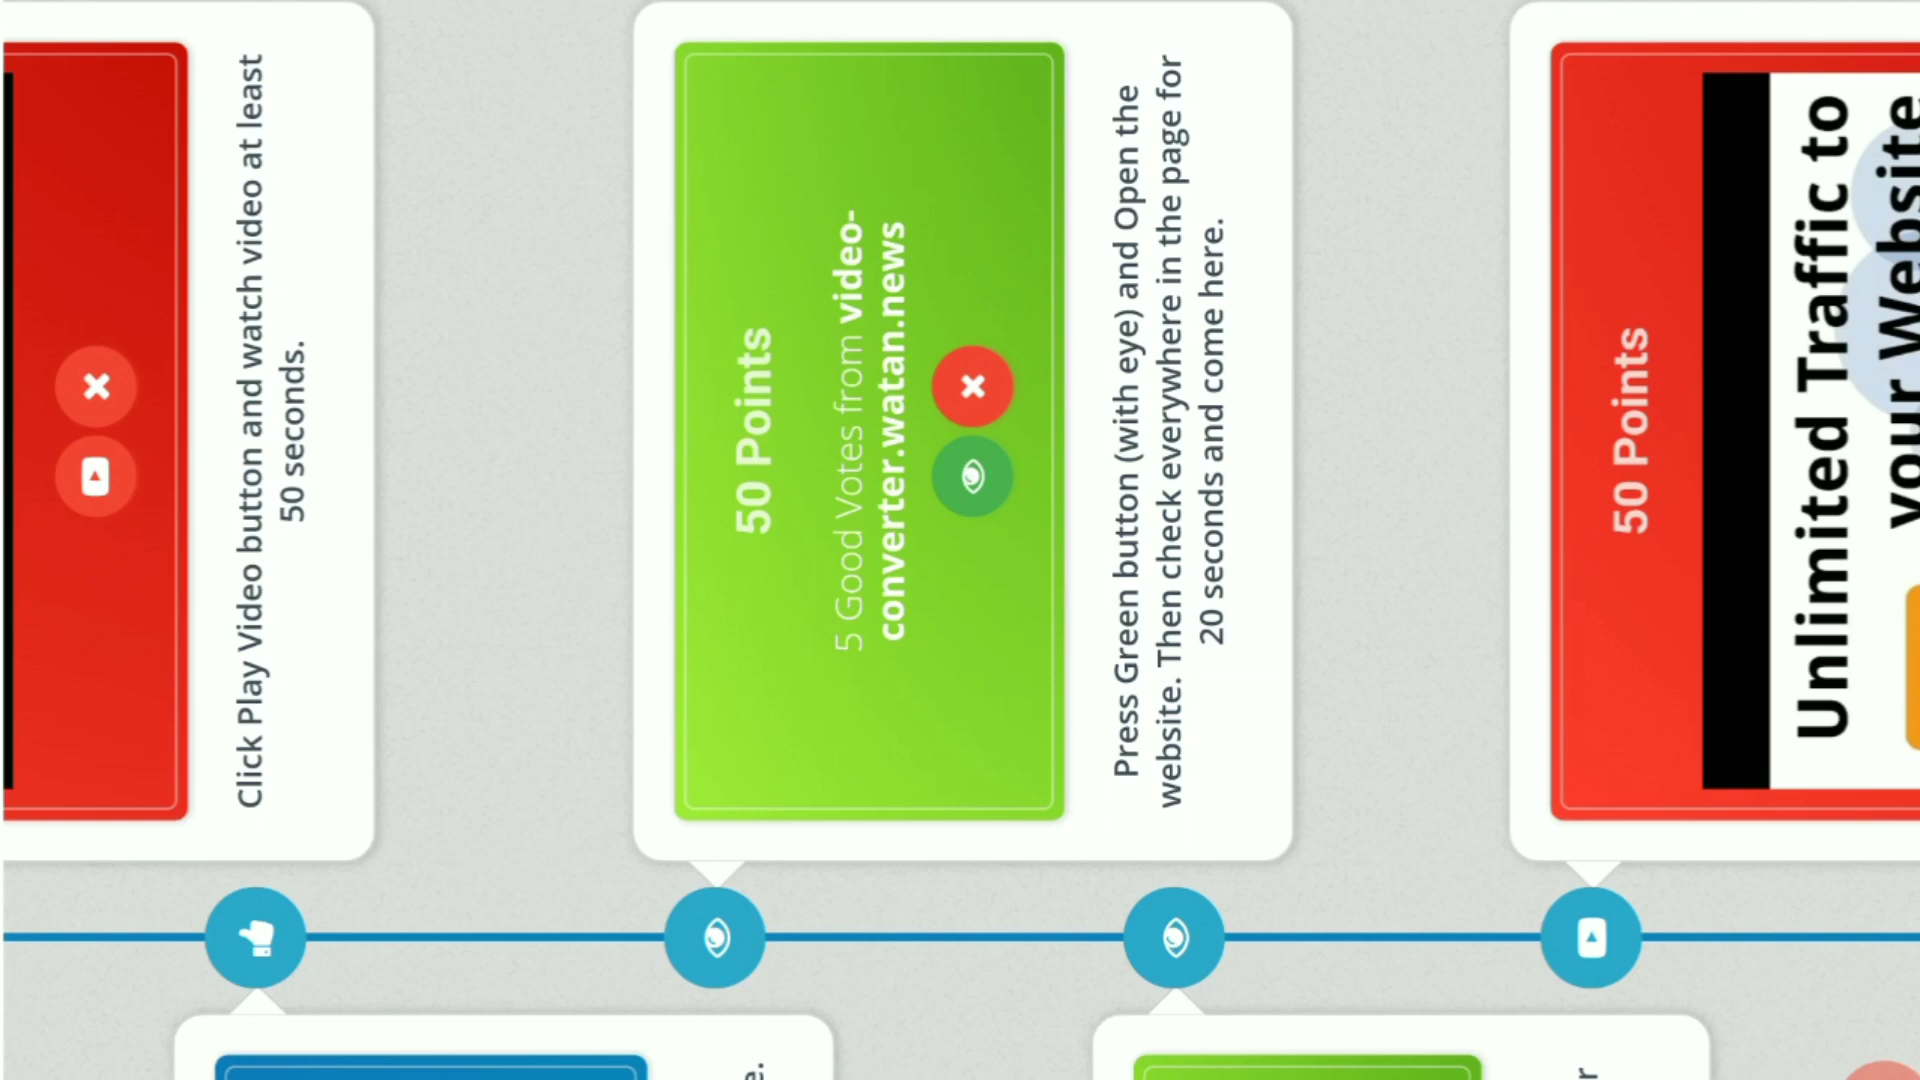 Click Play Video button and watch video at least
50 seconds.
50 Points
5 Good Votes from video-
converter.watan.news
Press Green button (with eye) and Open the
website. Then check everywhere in the page for
20 seconds and come here.
50 Points
Unlimited Traffic to
your Website